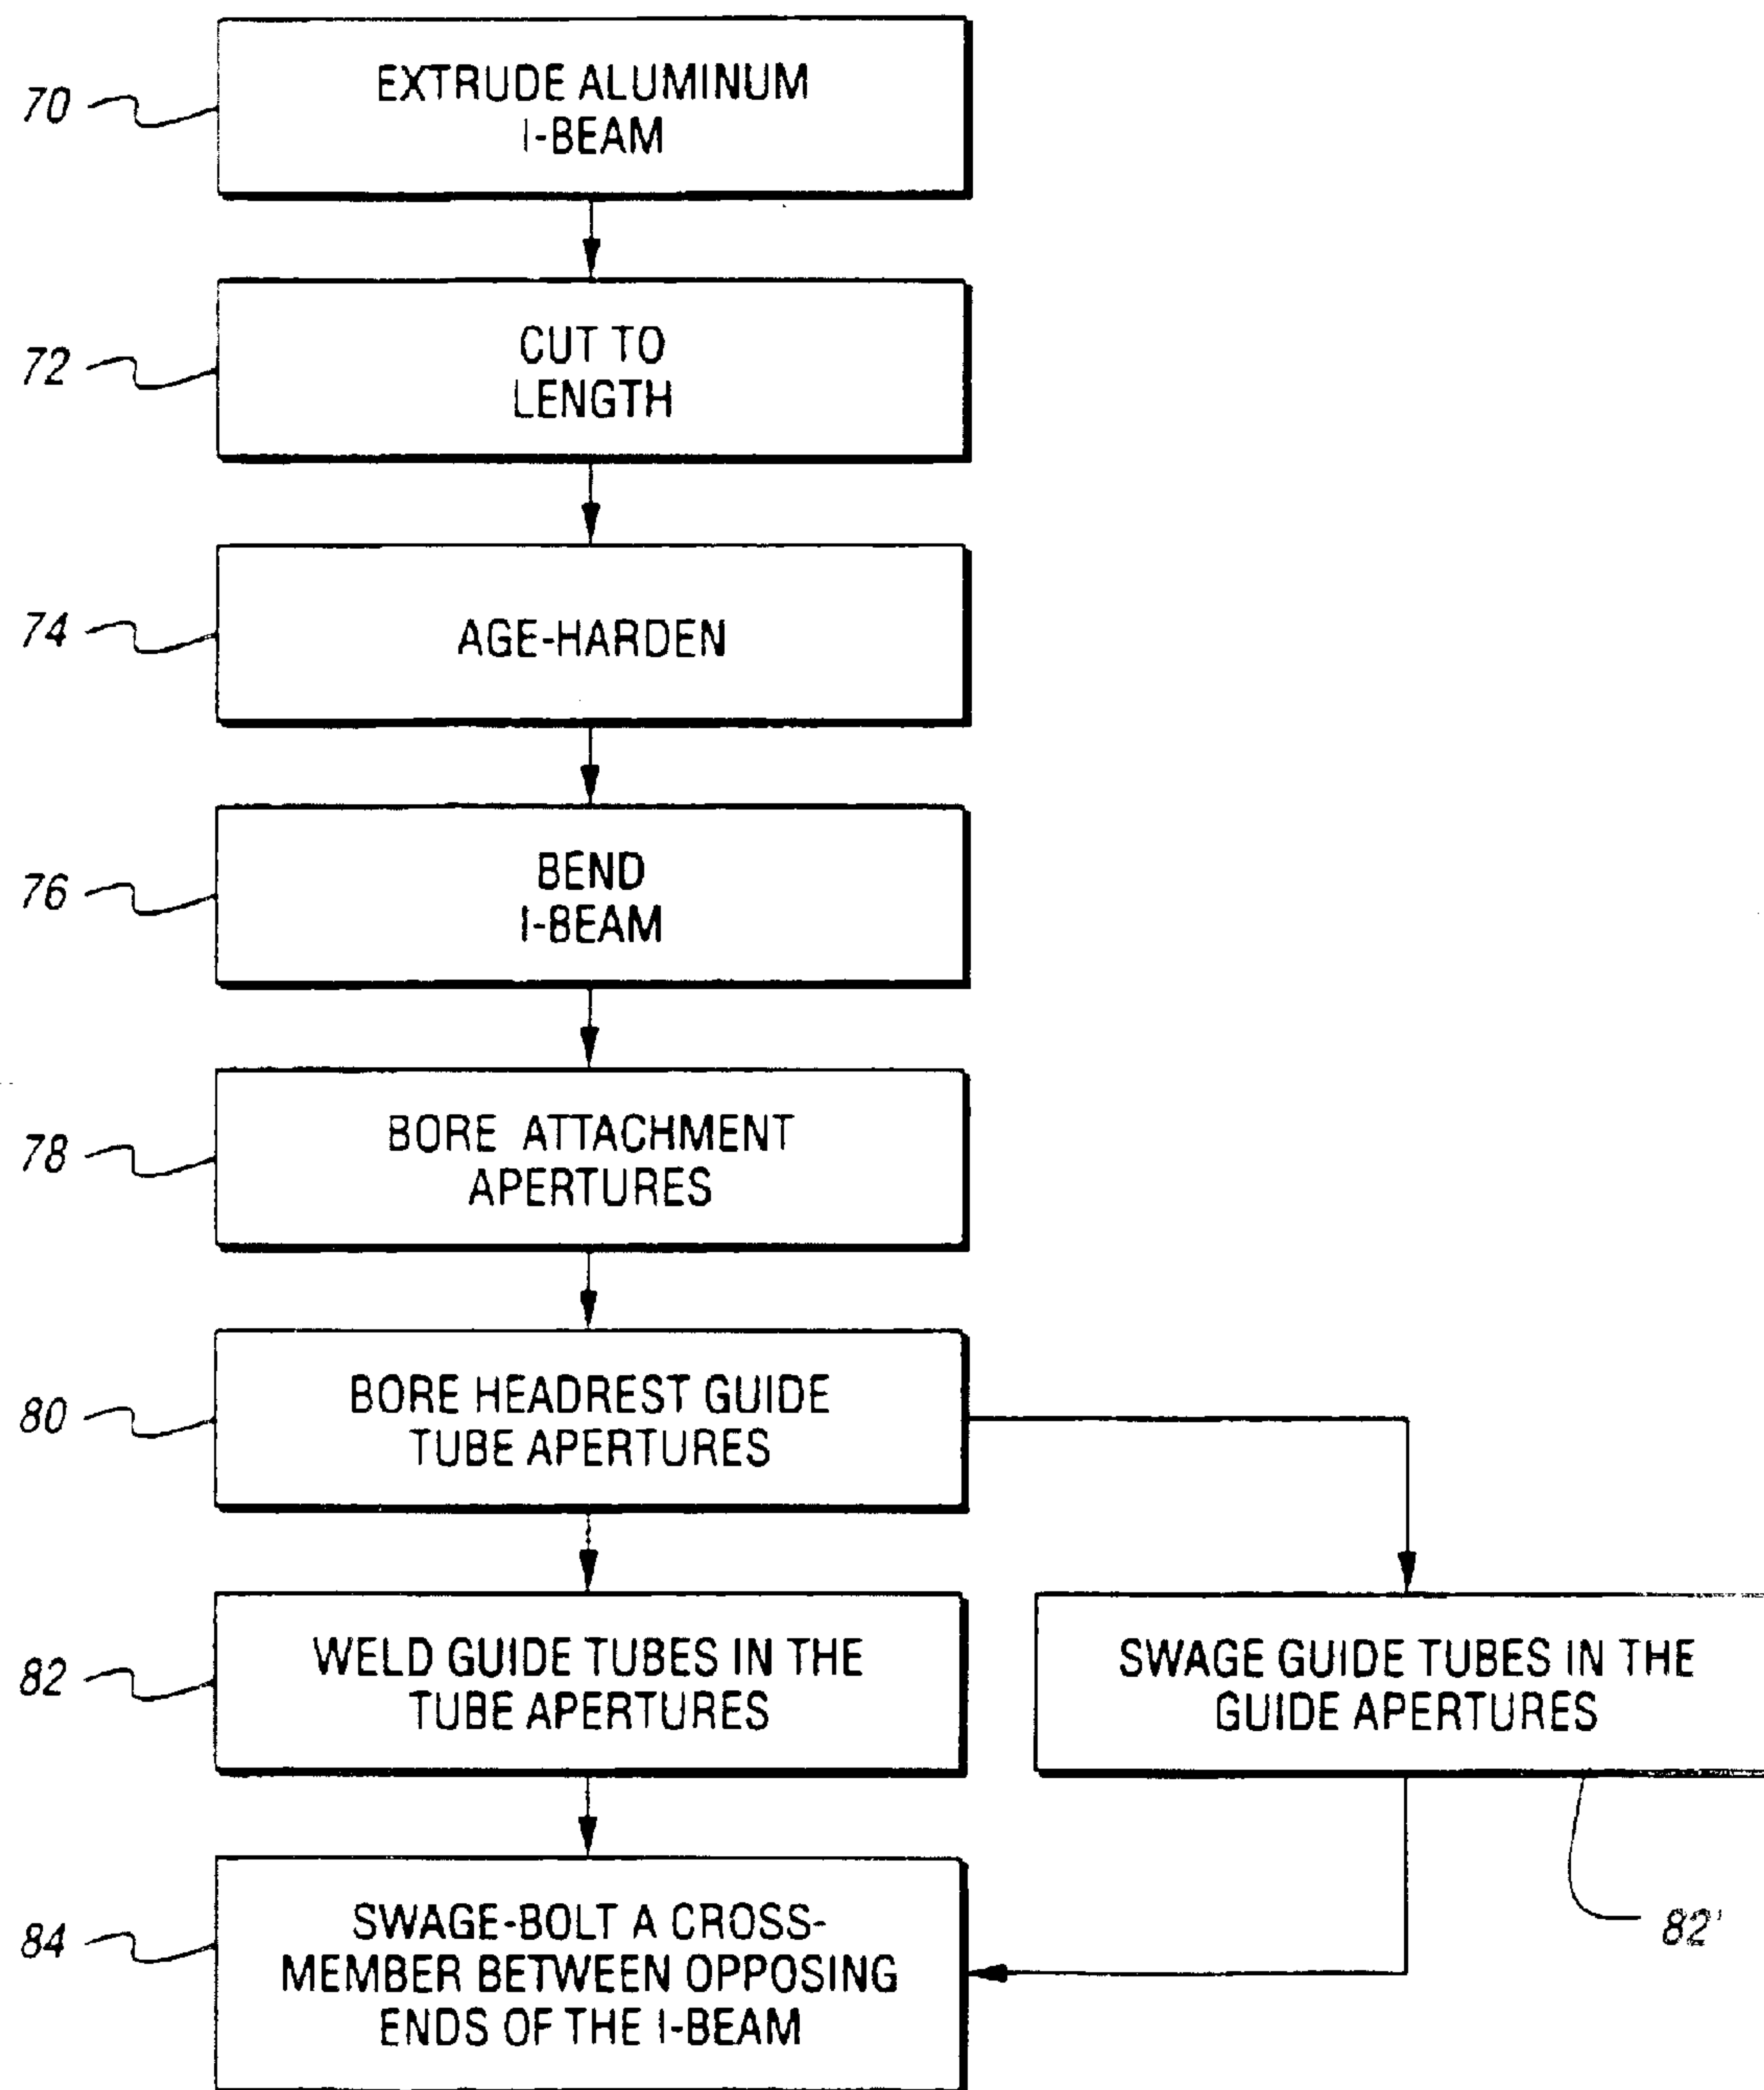 70
EXTRUDE ALUMINUM
I-BEAM
72
CUT TO
LENGTH
74
AGE-HARDEN
76
BEND
I-BEAM
78
BORE ATTACHMENT
APERTURES
80
BORE HEADREST GUIDE
TUBE APERTURES
82
WELD GUIDE TUBES IN THE
TUBE APERTURES
SWAGE GUIDE TUBES IN THE
GUIDE APERTURES
82'
84
SWAGE-BOLT A CROSS-
MEMBER BETWEEN OPPOSING
ENDS OF THE I-BEAM